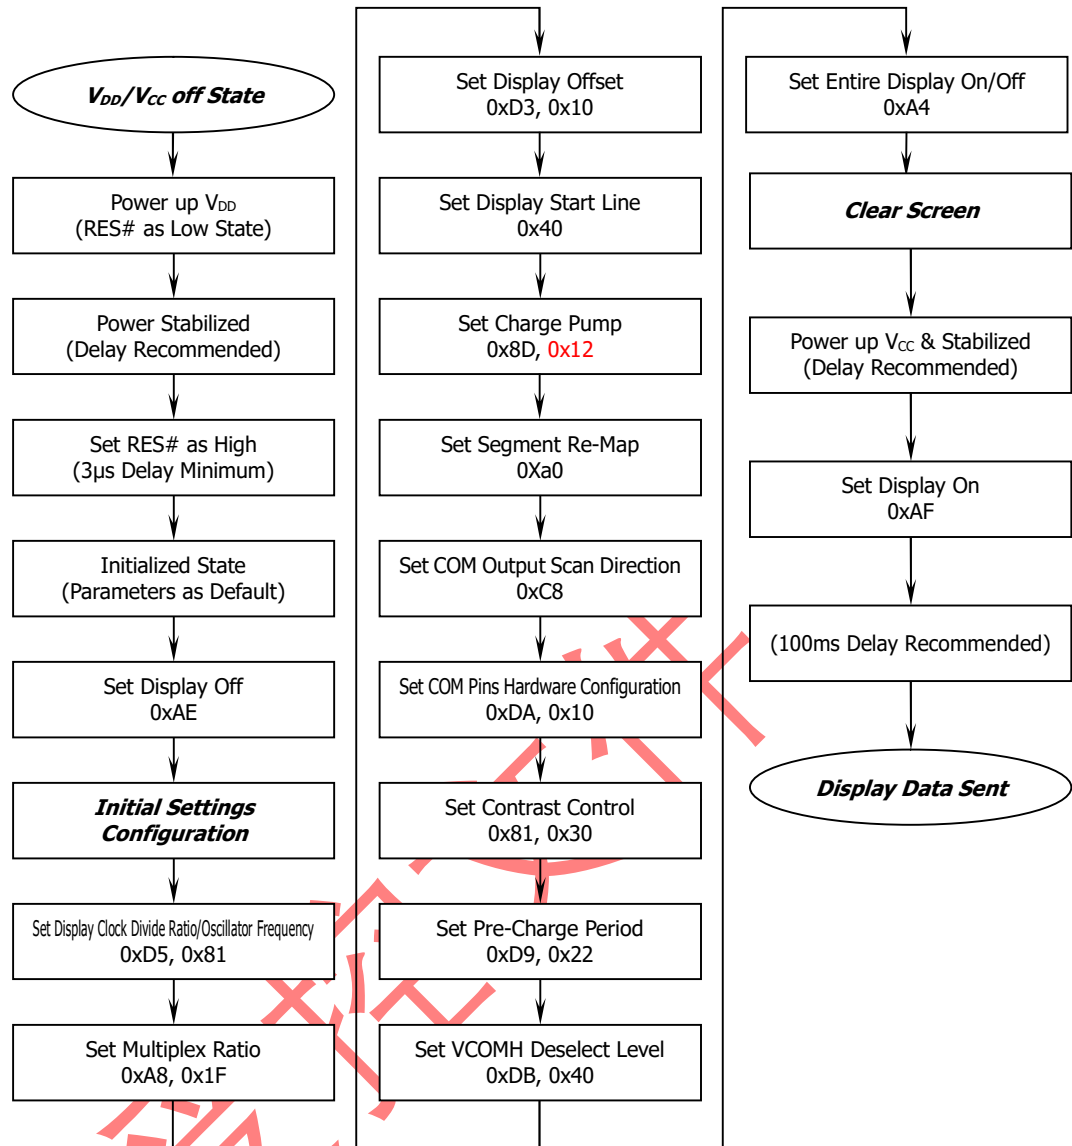 V_DD/V_CC off State
Power up V_DD
(RES# as Low State)
Power Stabilized
(Delay Recommended)
Set RES# as High
(3µs Delay Minimum)
Initialized State
(Parameters as Default)
Set Display Off
0xAE
Initial Settings
Configuration
Set Display Clock Divide Ratio/Oscillator Frequency
0xD5, 0x81
Set Multiplex Ratio
0xA8, 0x1F
Set Display Offset
0xD3, 0x10
Set Display Start Line
0x40
Set Charge Pump
0x8D, 0x12
Set Segment Re-Map
0Xa0
Set COM Output Scan Direction
0xC8
Set COM Pins Hardware Configuration
0xDA, 0x10
Set Contrast Control
0x81, 0x30
Set Pre-Charge Period
0xD9, 0x22
Set VCOMH Deselect Level
0xDB, 0x40
Set Entire Display On/Off
0xA4
Clear Screen
Power up V_CC & Stabilized
(Delay Recommended)
Set Display On
0xAF
(100ms Delay Recommended)
Display Data Sent